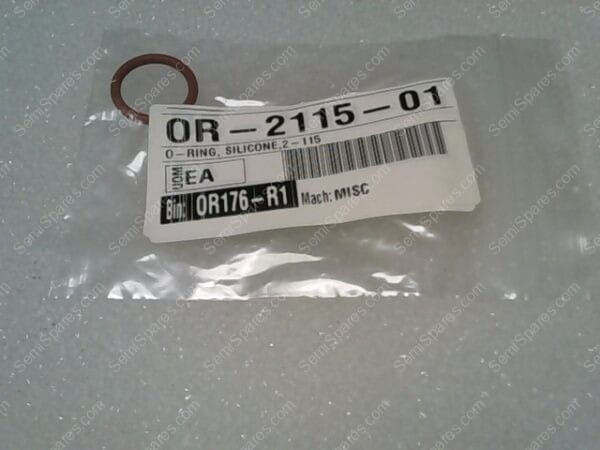 OR-2115-01
O-RING, SILICONE,2-115
UOM EA
Bin: OR176-R1 Mach: MISC
SemiSpares.com